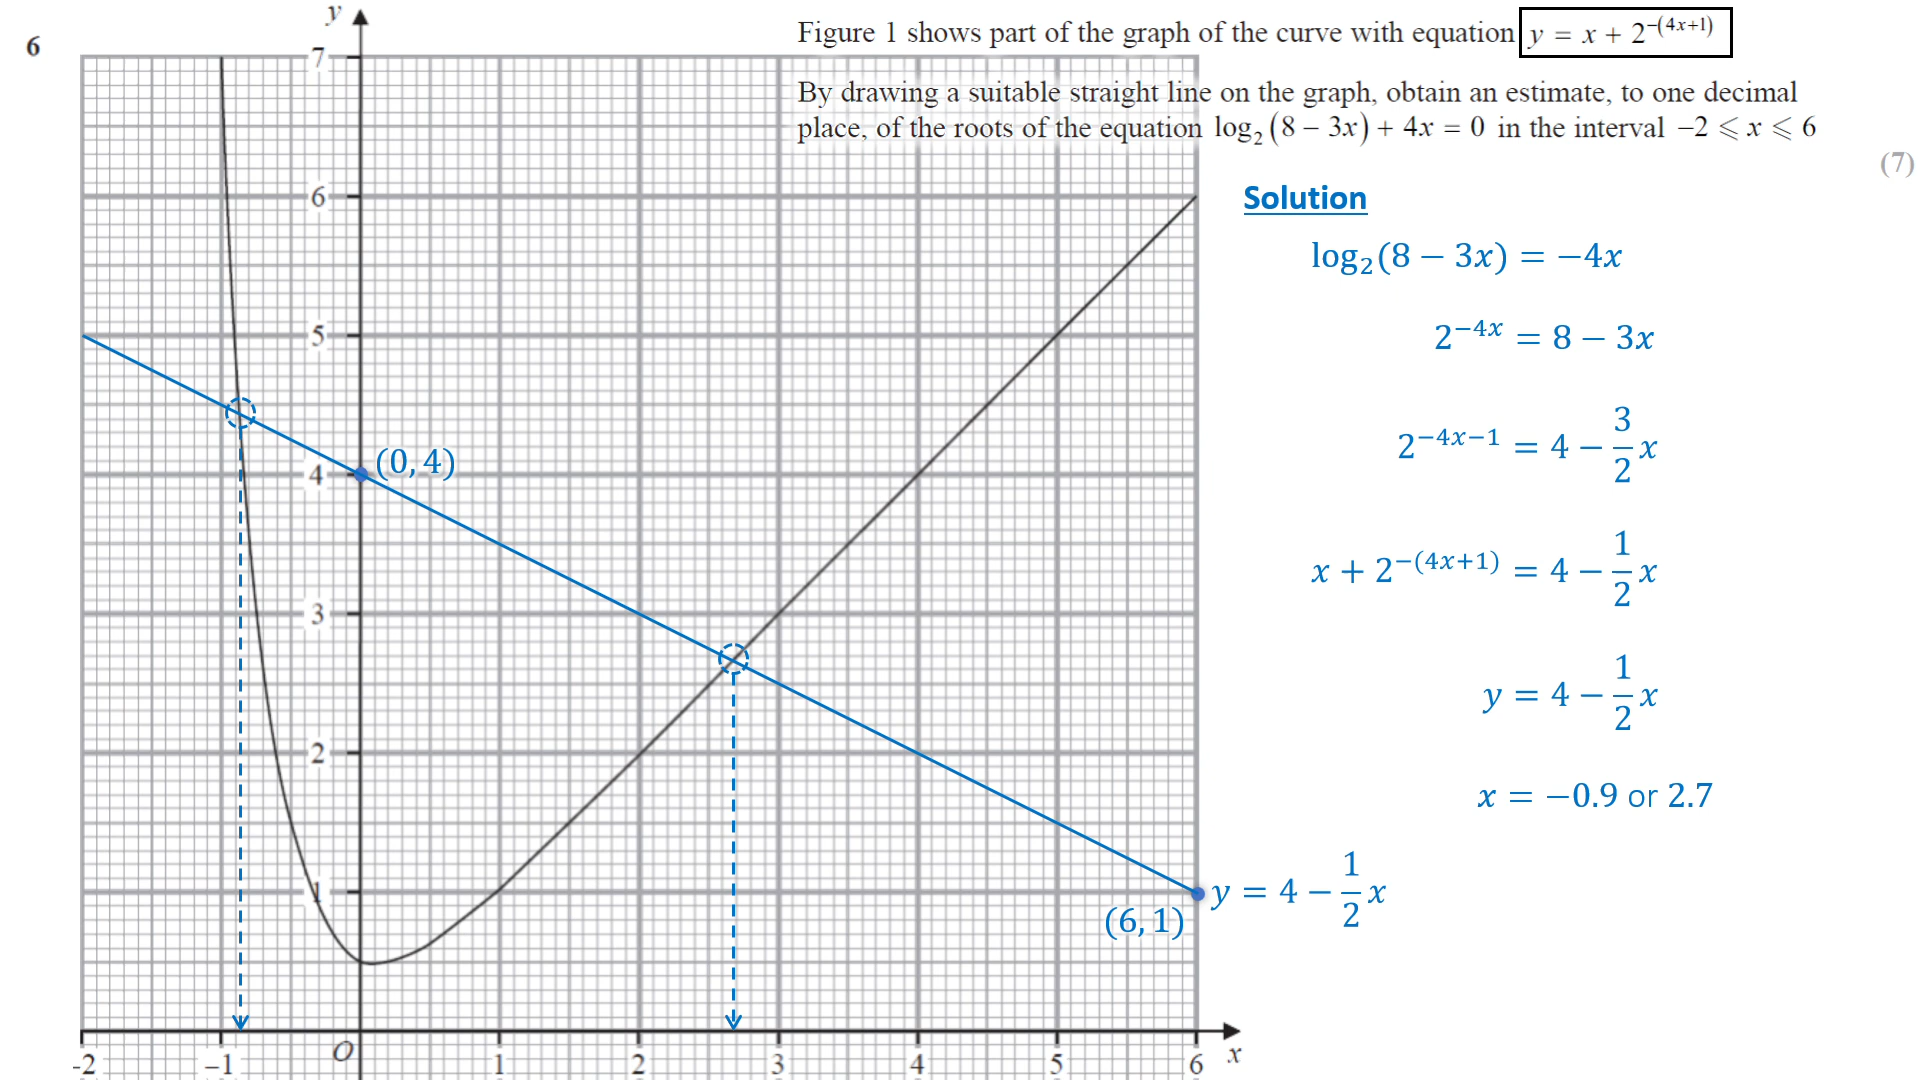 6
Figure 1 shows part of the graph of the curve with equation y = x + 2^{-(4x+1)}
By drawing a suitable straight line on the graph, obtain an estimate, to one decimal
place, of the roots of the equation log₂(8 – 3x) + 4x = 0 in the interval –2 ⩽ x ⩽ 6
(7)
Solution
log₂(8 − 3x) = −4x
2^{−4x} = 8 − 3x
2^{−4x−1} = 4 − \frac{3}{2}x
x + 2^{−(4x+1)} = 4 − \frac{1}{2}x
y = 4 − \frac{1}{2}x
x = −0.9 or 2.7
y
7
6
5
4
3
2
1
(0, 4)
(6, 1)
y = 4 − \frac{1}{2}x
-2 −1 O 1 2 3 4 5 6 x